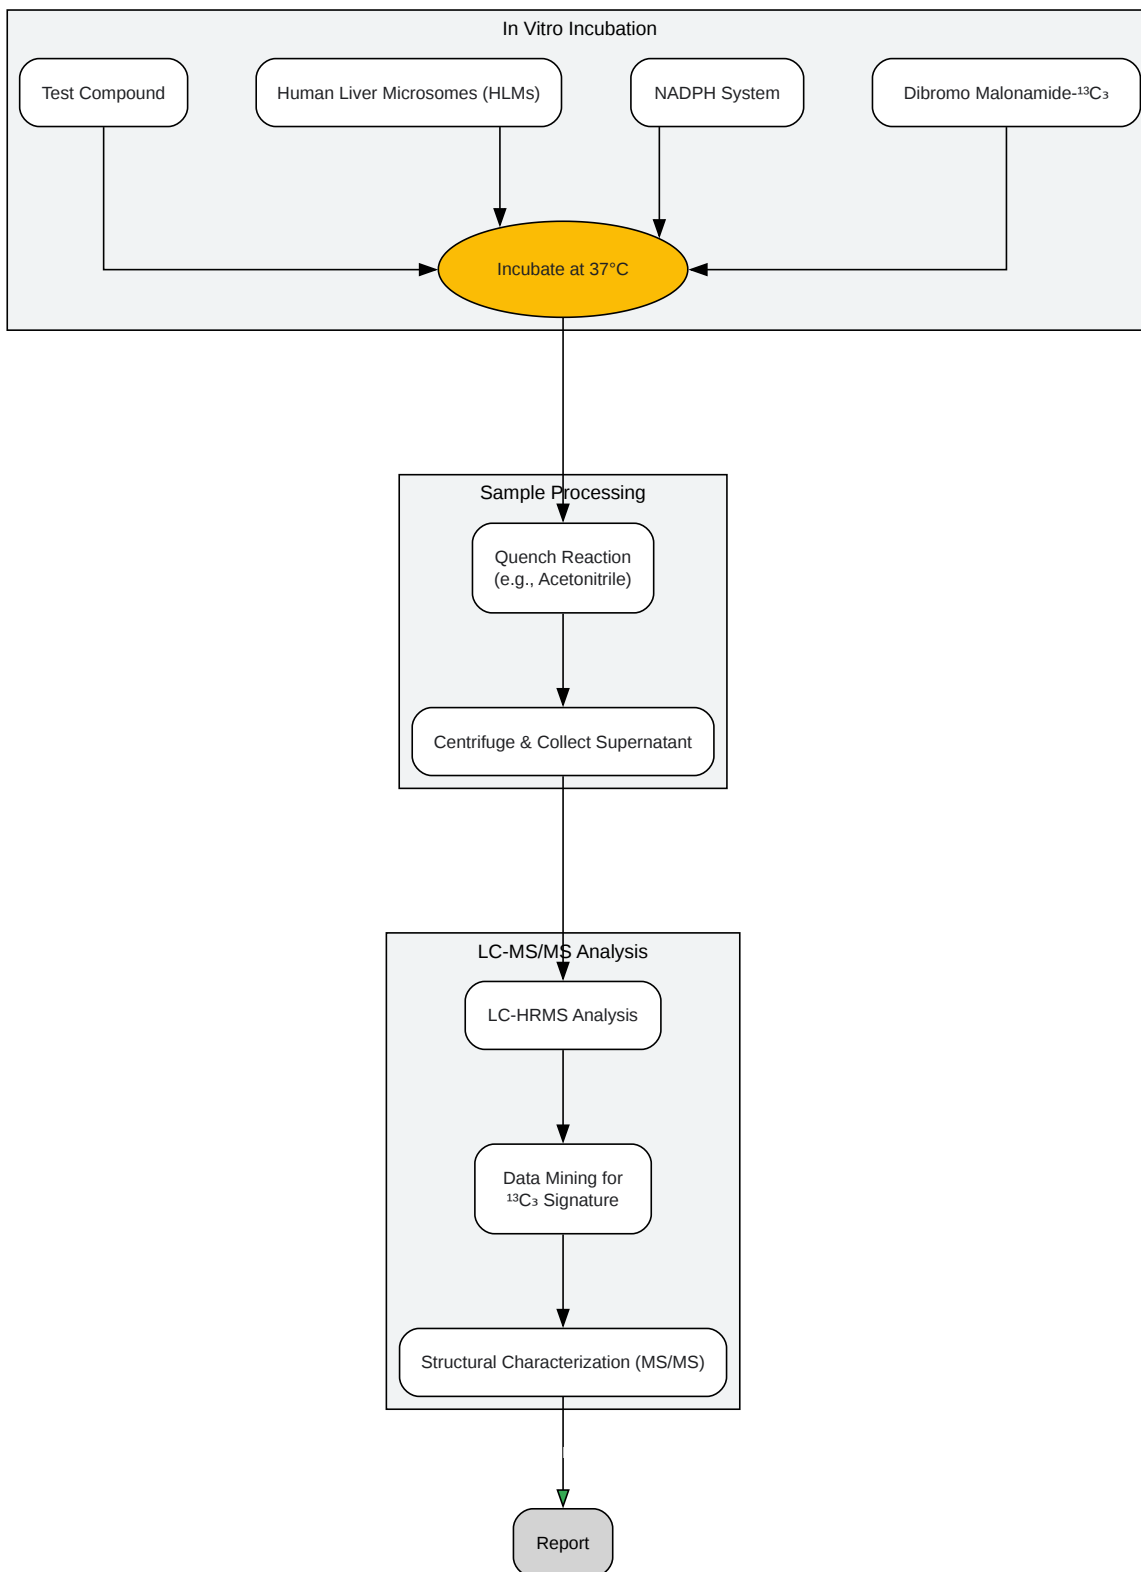 In Vitro Incubation
Test Compound
Human Liver Microsomes (HLMs)
NADPH System
Dibromo Malonamide-¹³C₃
Incubate at 37°C
Sample Processing
Quench Reaction
(e.g., Acetonitrile)
Centrifuge & Collect Supernatant
LC-MS/MS Analysis
LC-HRMS Analysis
Data Mining for
¹³C₃ Signature
Structural Characterization (MS/MS)
Report